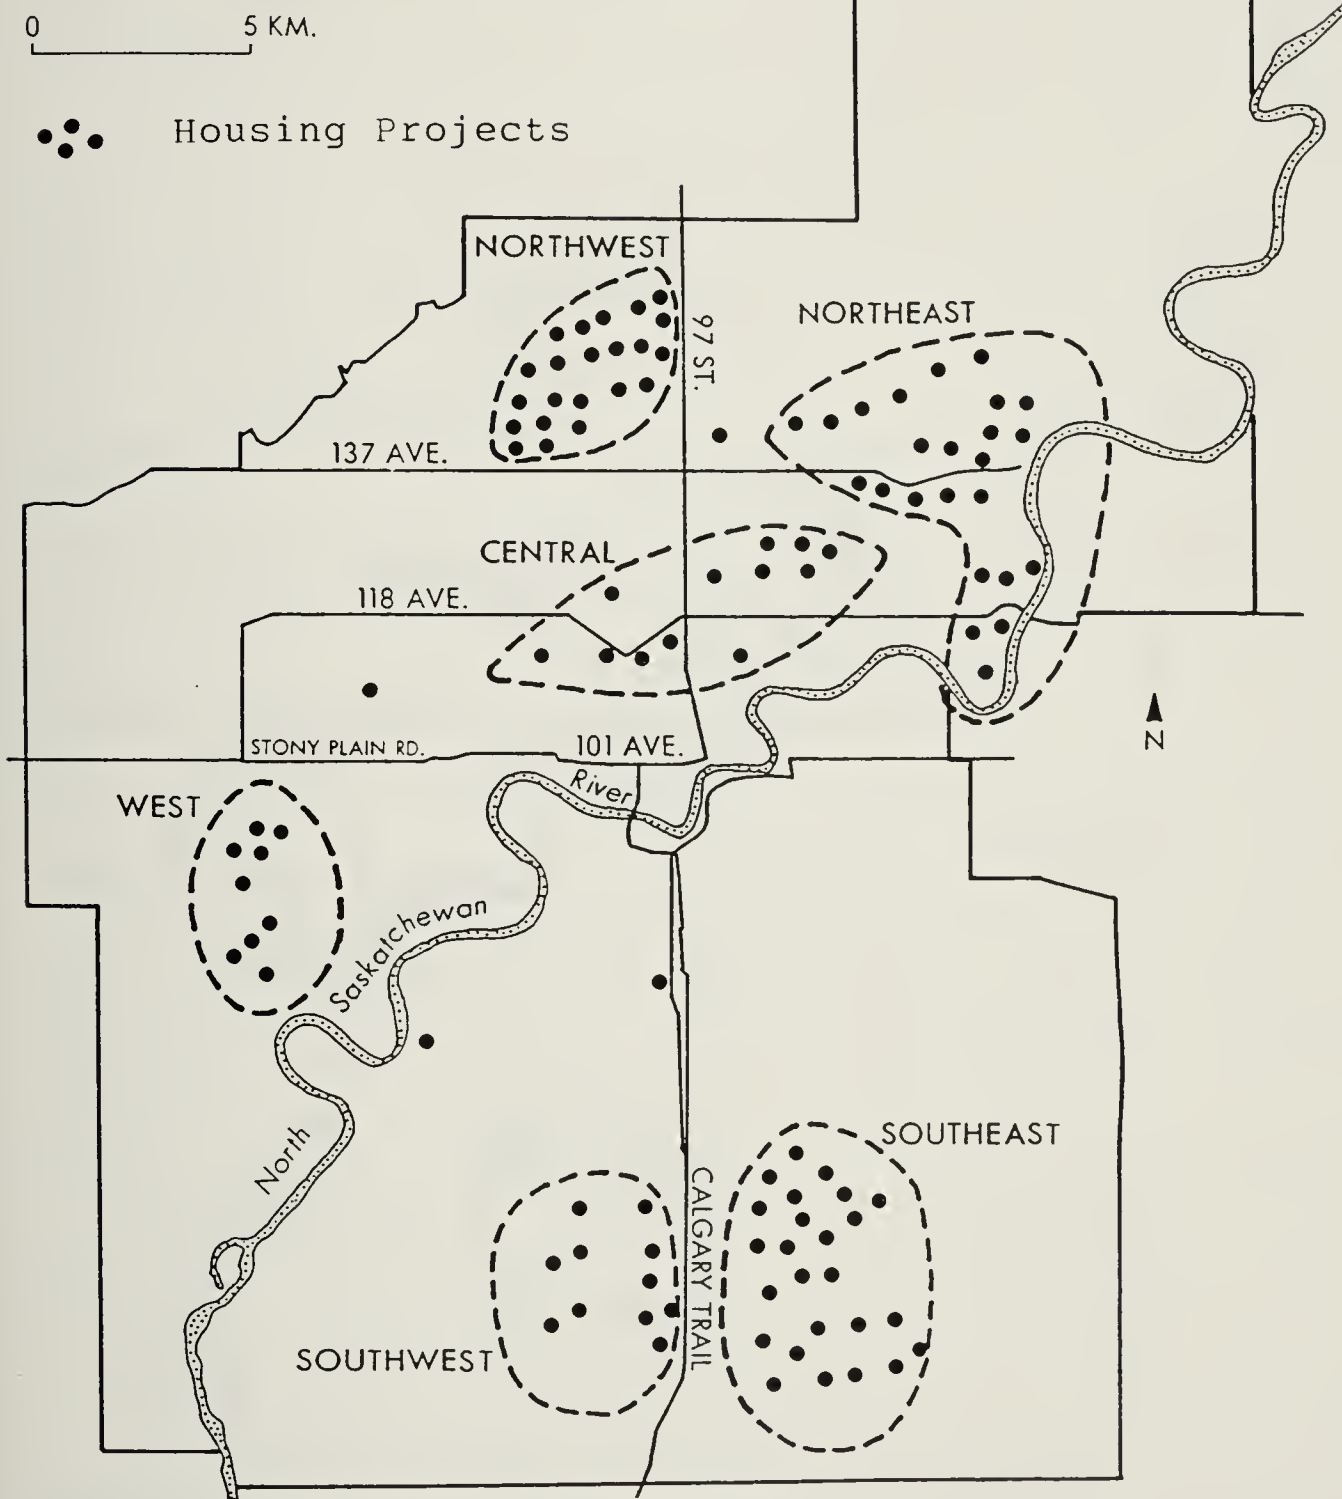 0 5 KM.
Housing Projects
NORTHWEST
NORTHEAST
97 ST.
137 AVE.
CENTRAL
118 AVE.
N
STONY PLAIN RD.
101 AVE.
River
WEST
Saskatchewan
North
SOUTHEAST
CALGARY TRAIL
SOUTHWEST